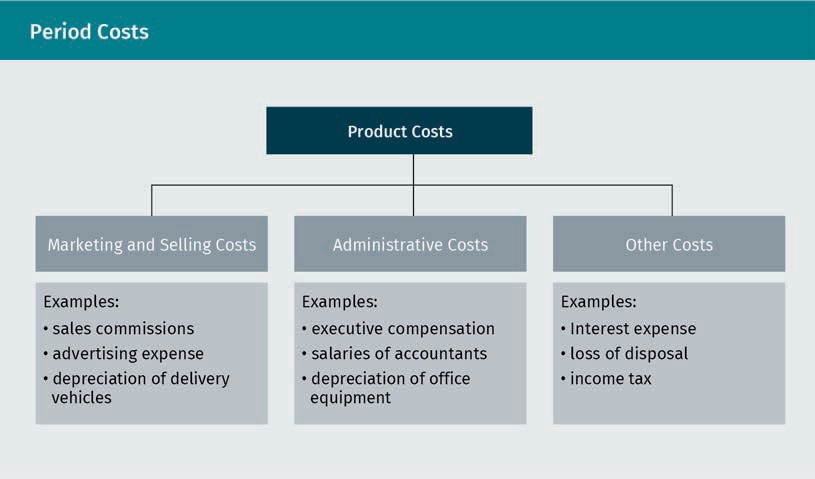 Period Costs
Product Costs
Marketing and Selling Costs
Administrative Costs
Other Costs
Examples:
• sales commissions
• advertising expense
• depreciation of delivery
vehicles
Examples:
• executive compensation
• salaries of accountants
• depreciation of office
equipment
Examples:
• Interest expense
• loss of disposal
• income tax